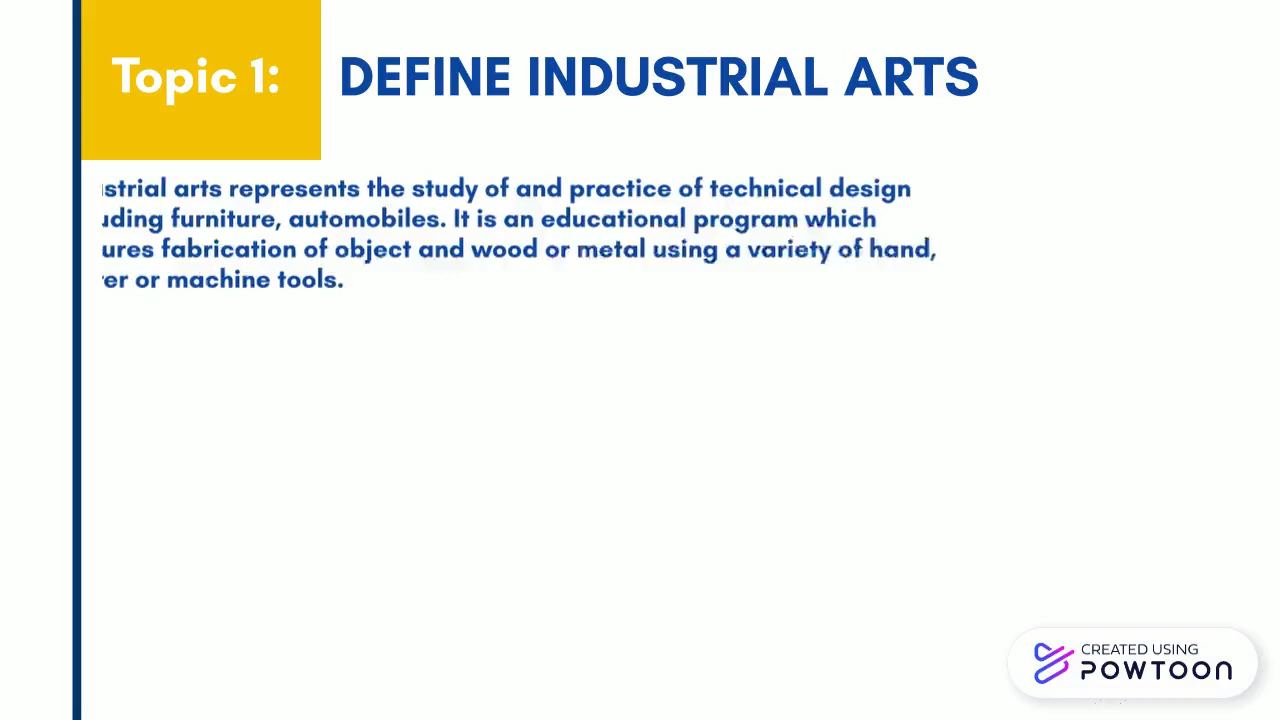 Topic 1:
DEFINE INDUSTRIAL ARTS
strial arts represents the study of and practice of technical design
uding furniture, automobiles. It is an educational program which
ures fabrication of object and wood or metal using a variety of hand,
er or machine tools.
CREATED USING
POWTOON